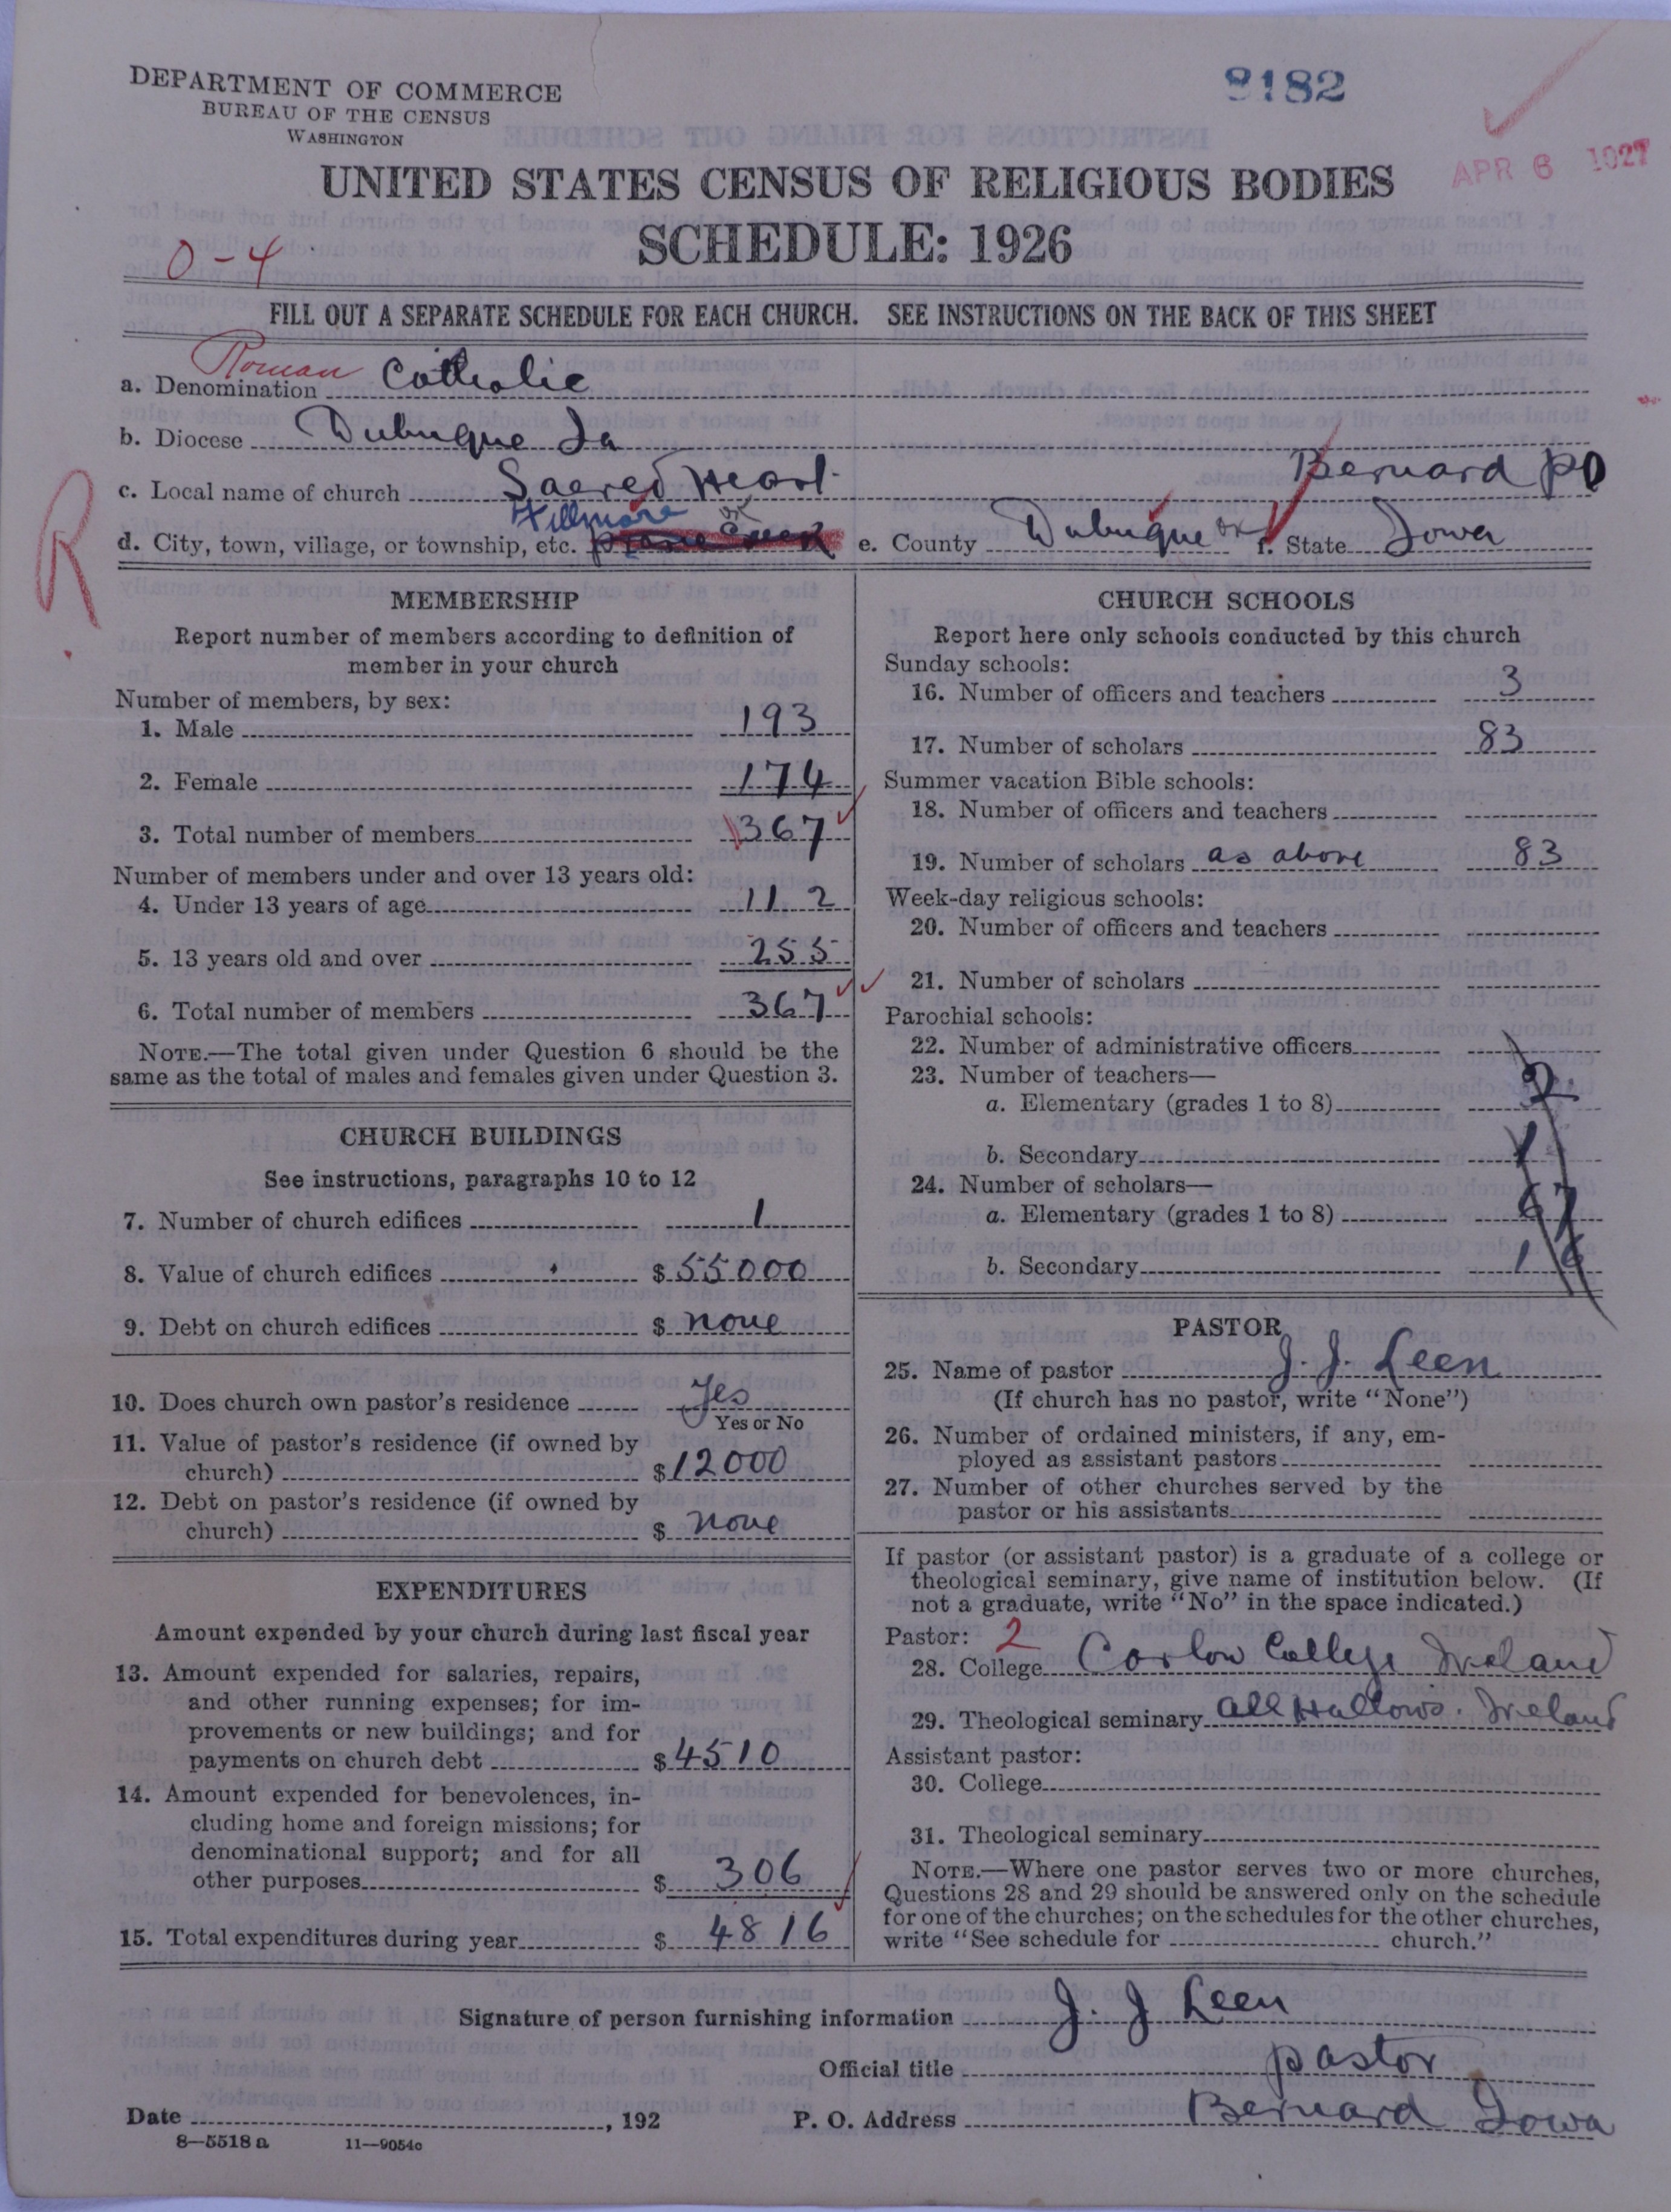 DEPARTMENT OF COMMERCE
BUREAU OF THE CENSUS
WASHINGTON
9182
APR 6 1927
UNITED STATES CENSUS OF RELIGIOUS BODIES
SCHEDULE: 1926
0-4
FILL OUT A SEPARATE SCHEDULE FOR EACH CHURCH. SEE INSTRUCTIONS ON THE BACK OF THIS SHEET
a. Denomination Roman Catholic
b. Diocese Dubuque Ia
c. Local name of church Sacred Heart Bernard PO
R
Fillmore OK
d. City, town, village, or township, etc. Creek e. County Dubuque OK f. State Iowa
MEMBERSHIP
Report number of members according to definition of
member in your church
Number of members, by sex:
1. Male 193
2. Female 174
3. Total number of members 367
Number of members under and over 13 years old:
4. Under 13 years of age 112
5. 13 years old and over 255
6. Total number of members 367
NOTE.—The total given under Question 6 should be the
same as the total of males and females given under Question 3.
CHURCH BUILDINGS
See instructions, paragraphs 10 to 12
7. Number of church edifices 1
8. Value of church edifices $ 55000
9. Debt on church edifices $ none
10. Does church own pastor's residence Yes
Yes or No
11. Value of pastor's residence (if owned by
church) $ 12000
12. Debt on pastor's residence (if owned by
church) $ none
EXPENDITURES
Amount expended by your church during last fiscal year
13. Amount expended for salaries, repairs,
and other running expenses; for im-
provements or new buildings; and for
payments on church debt $ 4510
14. Amount expended for benevolences, in-
cluding home and foreign missions; for
denominational support; and for all
other purposes $ 306
15. Total expenditures during year $ 4816
CHURCH SCHOOLS
Report here only schools conducted by this church
Sunday schools:
16. Number of officers and teachers 3
17. Number of scholars 83
Summer vacation Bible schools:
18. Number of officers and teachers
19. Number of scholars as above 83
Week-day religious schools:
20. Number of officers and teachers
21. Number of scholars
Parochial schools:
22. Number of administrative officers
23. Number of teachers—
a. Elementary (grades 1 to 8) 2
b. Secondary 1
24. Number of scholars—
a. Elementary (grades 1 to 8) 67
b. Secondary 16
PASTOR
25. Name of pastor J. J. Leen
(If church has no pastor, write "None")
26. Number of ordained ministers, if any, em-
ployed as assistant pastors
27. Number of other churches served by the
pastor or his assistants
If pastor (or assistant pastor) is a graduate of a college or
theological seminary, give name of institution below. (If
not a graduate, write "No" in the space indicated.)
Pastor: 2
28. College Carlow College Ireland
29. Theological seminary All Hallows. Ireland
Assistant pastor:
30. College
31. Theological seminary
NOTE.—Where one pastor serves two or more churches,
Questions 28 and 29 should be answered only on the schedule
for one of the churches; on the schedules for the other churches,
write "See schedule for church."
Signature of person furnishing information J. J Leen
Official title pastor
Date , 192 P. O. Address Bernard Iowa
8—5518 a 11—9054c